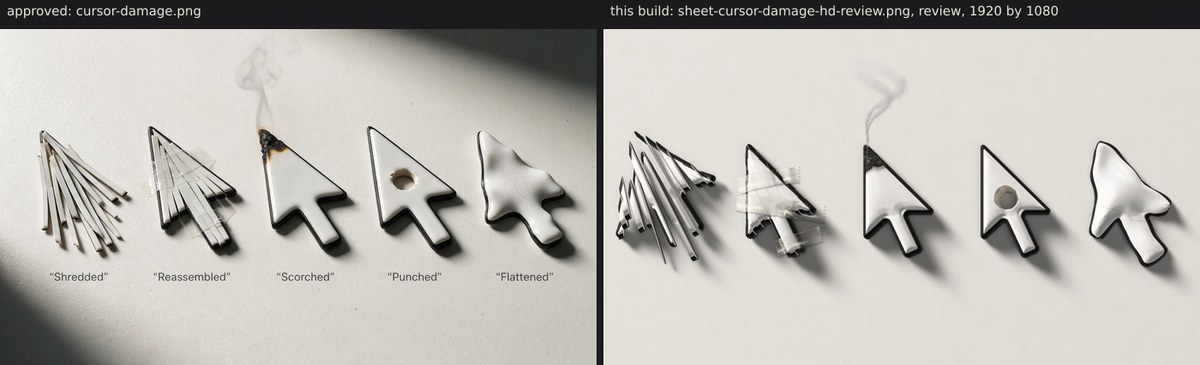 approved: cursor-damage.png
this build: sheet-cursor-damage-hd-review.png, review, 1920 by 1080
“Shredded” “Reassembled” “Scorched” “Punched” “Flattened”